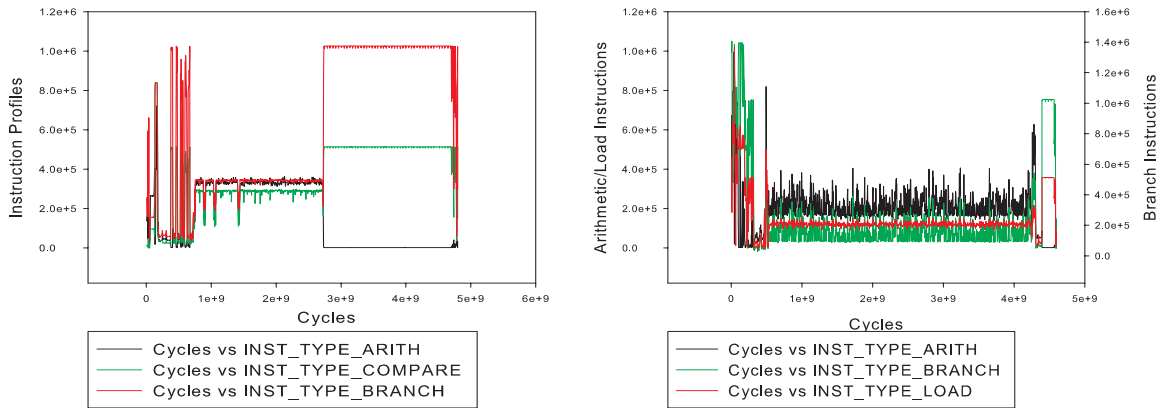 Instruction Profiles
1.2e+6
1.0e+6
8.0e+5
6.0e+5
4.0e+5
2.0e+5
0.0
0
1e+9
2e+9
3e+9
4e+9
5e+9
6e+9
Cycles
Cycles vs INST_TYPE_ARITH
Cycles vs INST_TYPE_COMPARE
Cycles vs INST_TYPE_BRANCH
Arithmetic/Load Instructions
1.2e+6
1.0e+6
8.0e+5
6.0e+5
4.0e+5
2.0e+5
0.0
1.6e+6
1.4e+6
1.2e+6
1.0e+6
8.0e+5
6.0e+5
4.0e+5
2.0e+5
0.0
Branch Instructions
0
1e+9
2e+9
3e+9
4e+9
5e+9
Cycles
Cycles vs INST_TYPE_ARITH
Cycles vs INST_TYPE_BRANCH
Cycles vs INST_TYPE_LOAD